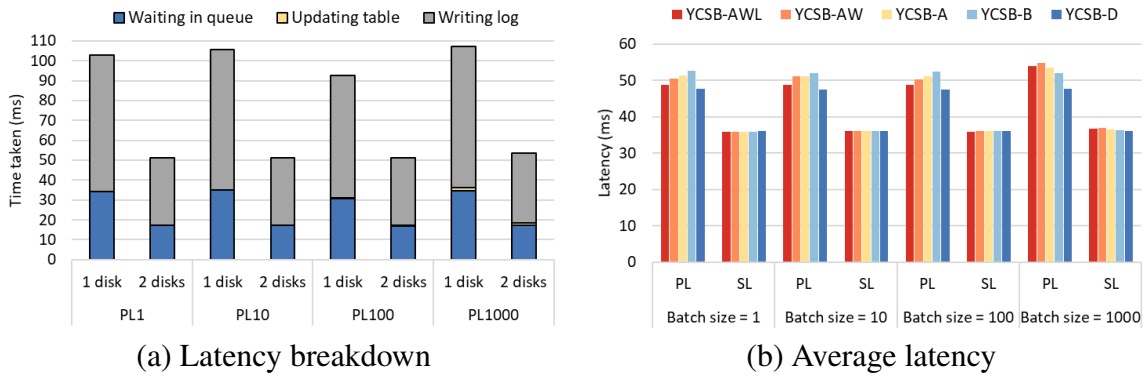 Waiting in queue Updating table Writing log
110
100
90
80
70
60
50
40
30
20
10
0
Time taken (ms)
1 disk 2 disks 1 disk 2 disks 1 disk 2 disks 1 disk 2 disks
PL1 PL10 PL100 PL1000
(a) Latency breakdown
YCSB-AWL YCSB-AW YCSB-A YCSB-B YCSB-D
60
50
40
30
20
10
0
Latency (ms)
PL SL PL SL PL SL PL SL
Batch size = 1 Batch size = 10 Batch size = 100 Batch size = 1000
(b) Average latency